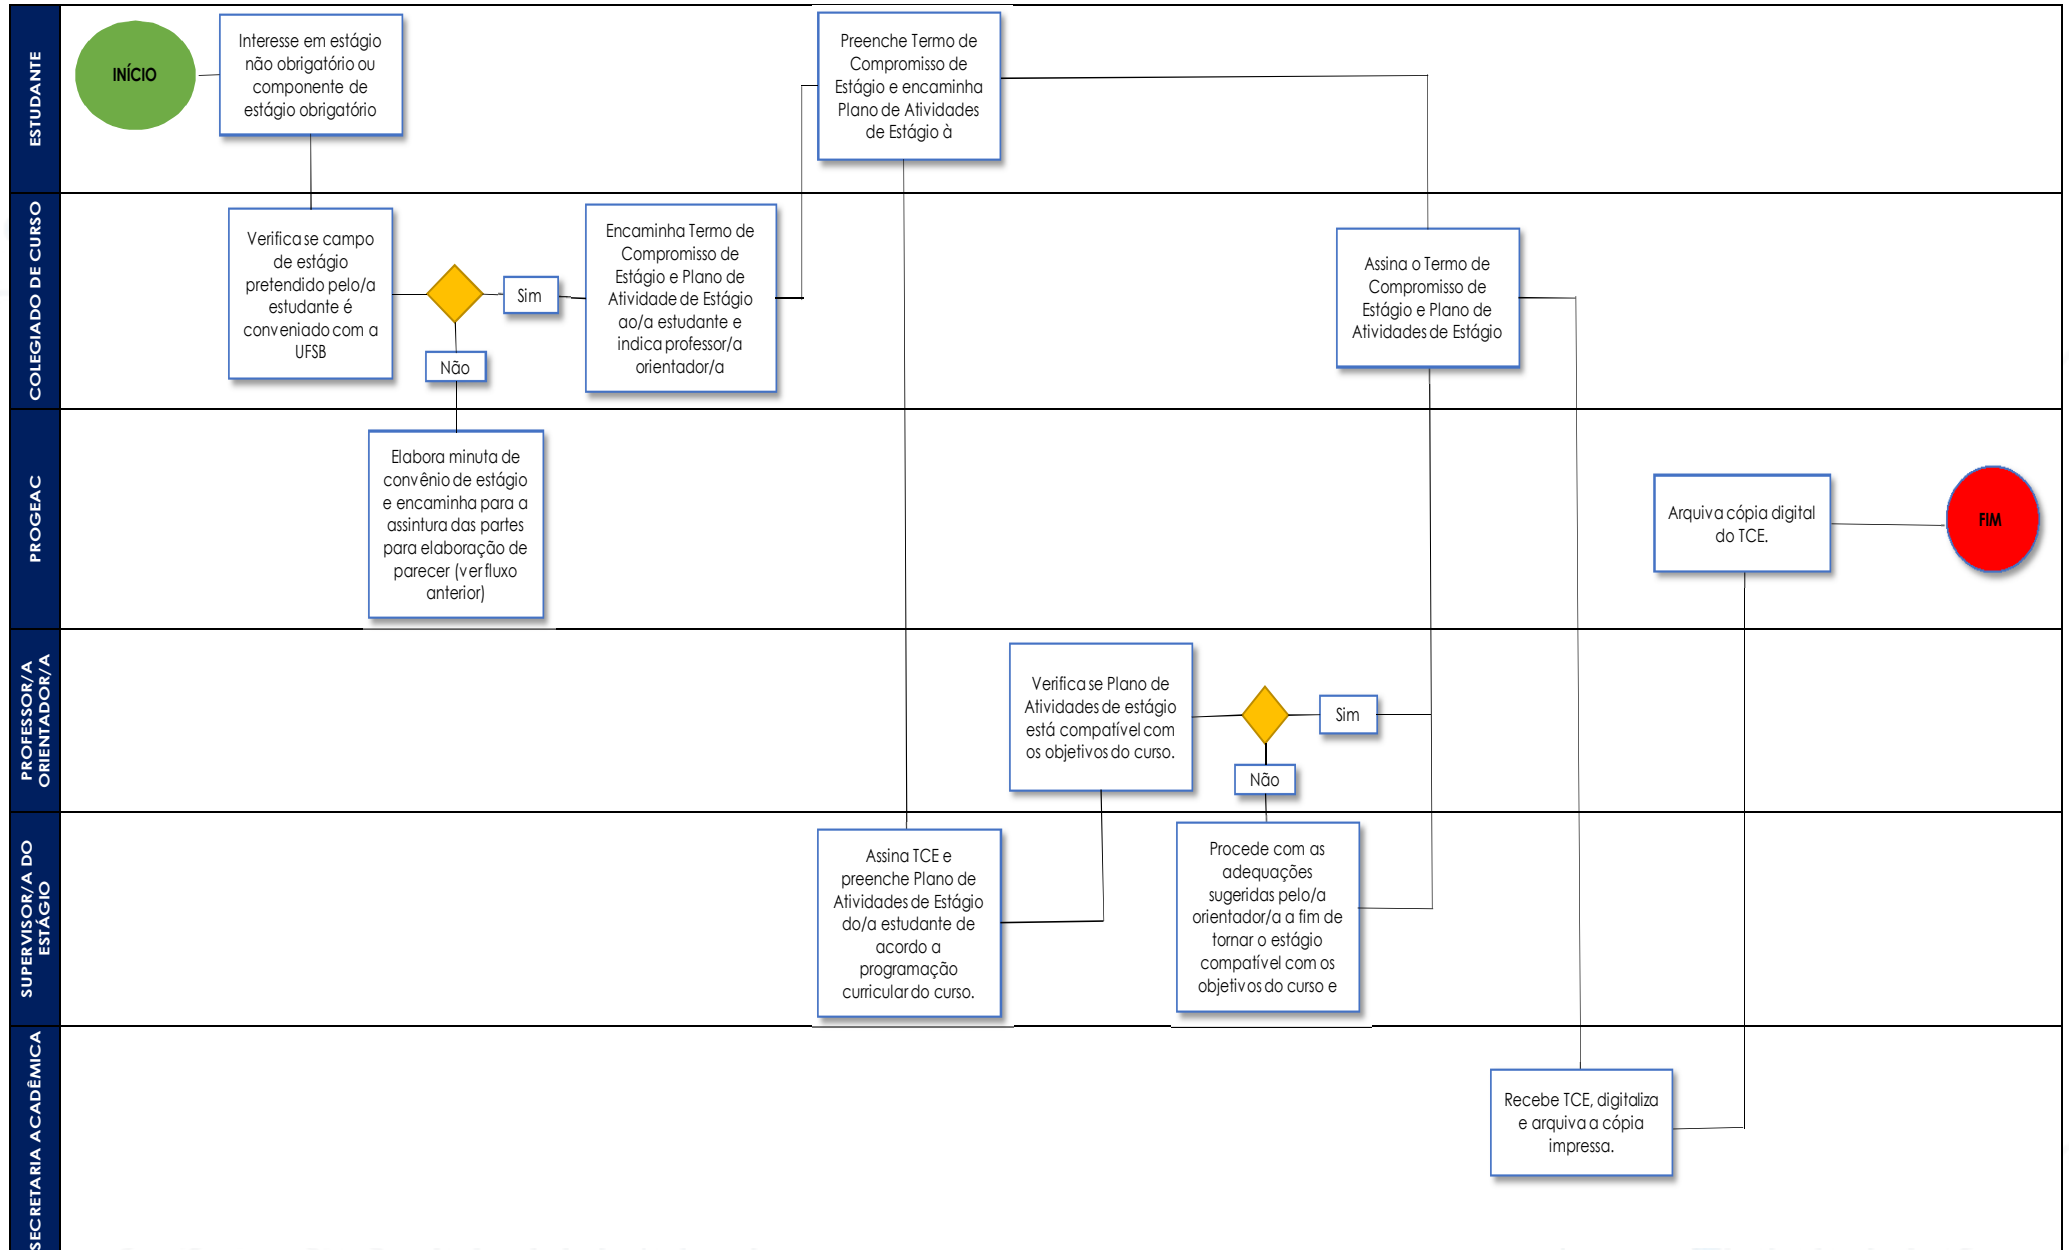 ESTUDANTE
INÍCIO
Interesse em estágio
não obrigatório ou
componente de
estágio obrigatório
Preenche Termo de
Compromisso de
Estágio e encaminha
Plano de Atividades
de Estágio à
COLEGIADO DE CURSO
Verifica se campo
de estágio
pretendido pelo/a
estudante é
conveniado com a
UFSB
Sim
Não
Encaminha Termo de
Compromisso de
Estágio e Plano de
Atividade de Estágio
ao/a estudante e
indica professor/a
orientador/a
Assina o Termo de
Compromisso de
Estágio e Plano de
Atividades de Estágio
PROGEAC
Elabora minuta de
convênio de estágio
e encaminha para a
assintura das partes
para elaboração de
parecer (ver fluxo
anterior)
Arquiva cópia digital
do TCE.
FIM
PROFESSOR/A
ORIENTADOR/A
Verifica se Plano de
Atividades de estágio
está compatível com
os objetivos do curso.
Sim
Não
SUPERVISOR/A DO
ESTÁGIO
Assina TCE e
preenche Plano de
Atividades de Estágio
do/a estudante de
acordo a
programação
curricular do curso.
Procede com as
adequações
sugeridas pelo/a
orientador/a a fim de
tornar o estágio
compatível com os
objetivos do curso e
SECRETARIA ACADÊMICA
Recebe TCE, digitaliza
e arquiva a cópia
impressa.